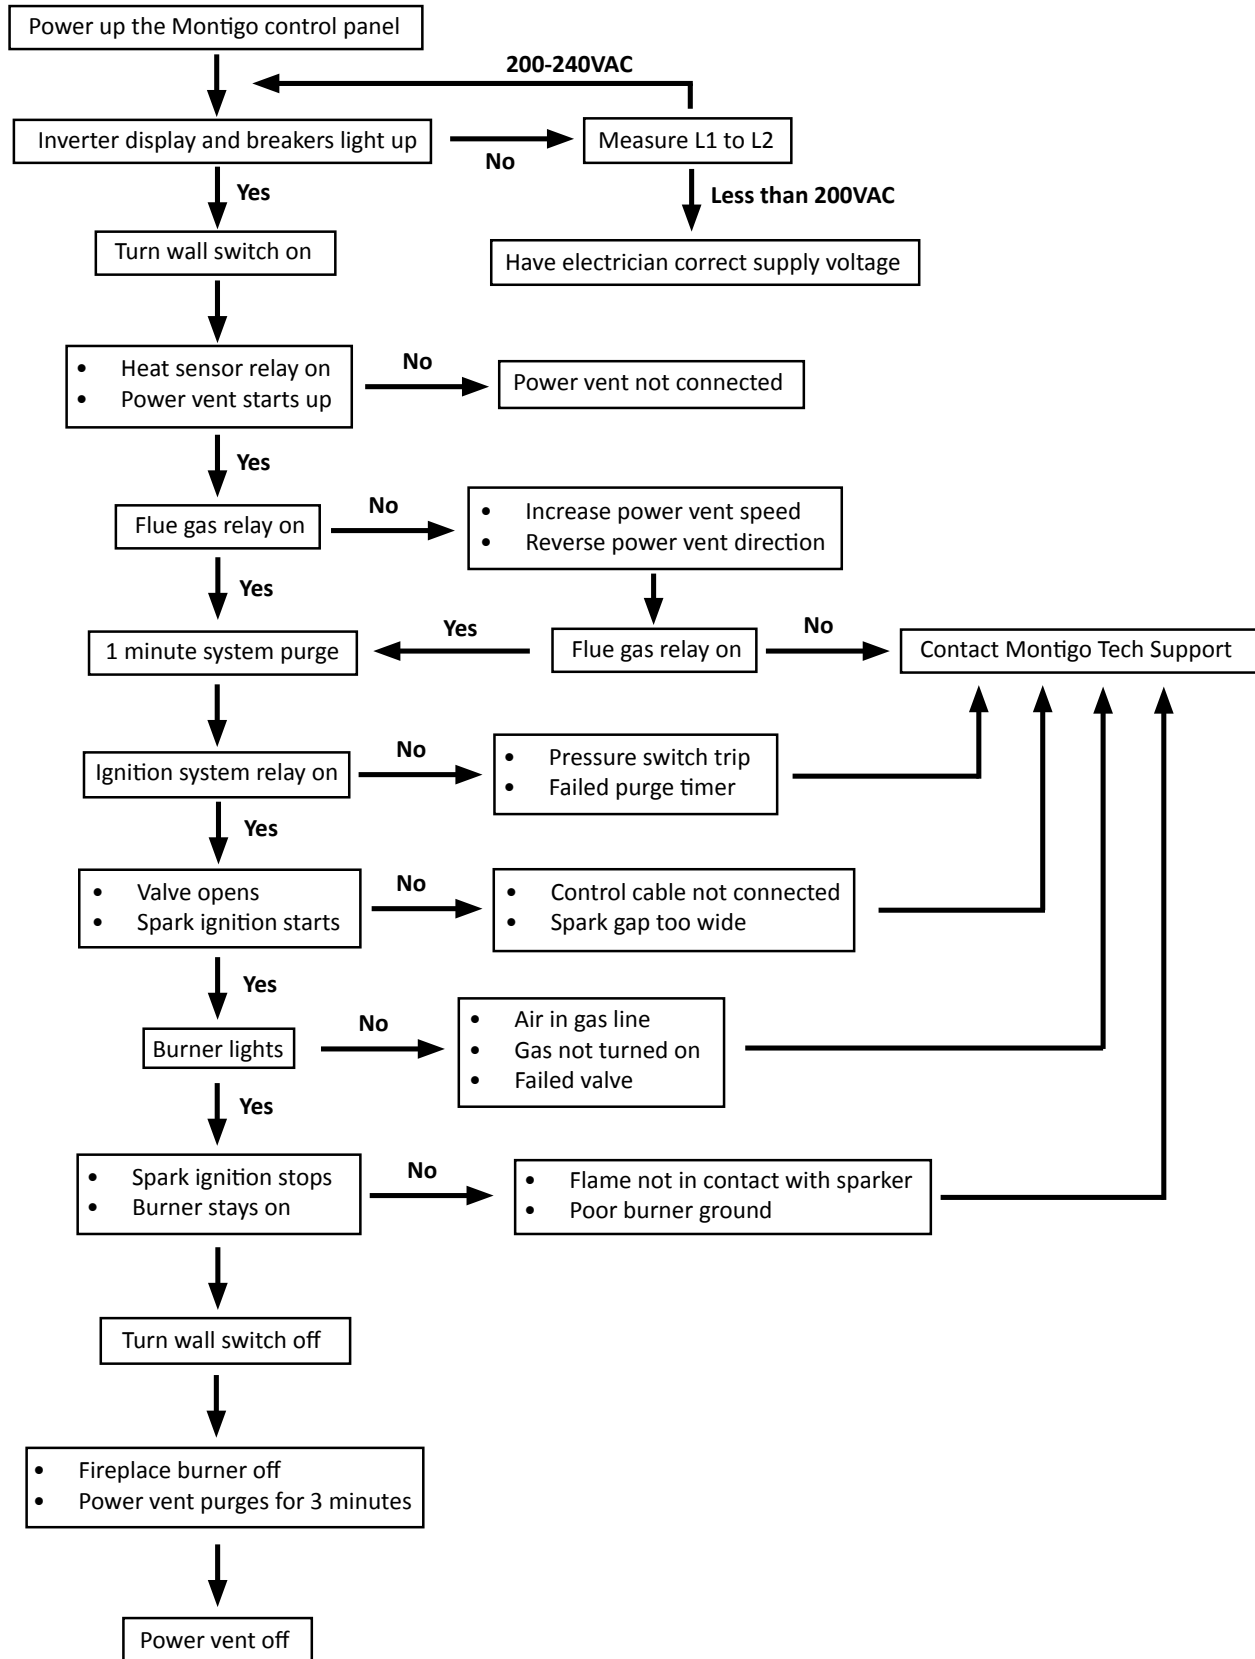 Power up the Montigo control panel
200-240VAC
Inverter display and breakers light up
No
Measure L1 to L2
Yes
Less than 200VAC
Turn wall switch on
Have electrician correct supply voltage
• Heat sensor relay on
• Power vent starts up
No
Power vent not connected
Yes
Flue gas relay on
No
• Increase power vent speed
• Reverse power vent direction
Yes
1 minute system purge
Yes
Flue gas relay on
No
Contact Montigo Tech Support
Ignition system relay on
No
• Pressure switch trip
• Failed purge timer
Yes
• Valve opens
• Spark ignition starts
No
• Control cable not connected
• Spark gap too wide
Yes
Burner lights
No
• Air in gas line
• Gas not turned on
• Failed valve
Yes
• Spark ignition stops
• Burner stays on
No
• Flame not in contact with sparker
• Poor burner ground
Turn wall switch off
• Fireplace burner off
• Power vent purges for 3 minutes
Power vent off